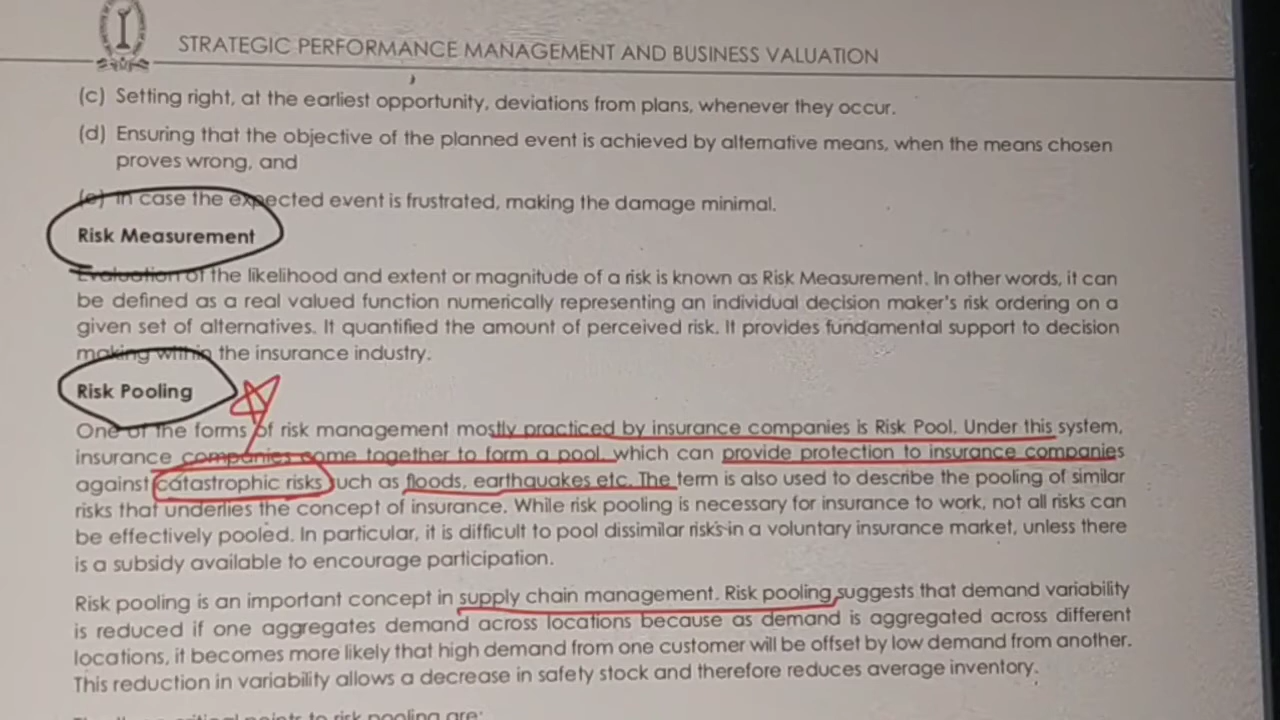 STRATEGIC PERFORMANCE MANAGEMENT AND BUSINESS VALUATION
(c) Setting right, at the earliest opportunity, deviations from plans, whenever they occur.
(d) Ensuring that the objective of the planned event is achieved by alternative means, when the means chosen
proves wrong, and
(e) In case the expected event is frustrated, making the damage minimal.
Risk Measurement
Evaluation of the likelihood and extent or magnitude of a risk is known as Risk Measurement. In other words, it can
be defined as a real valued function numerically representing an individual decision maker's risk ordering on a
given set of alternatives. It quantified the amount of perceived risk. It provides fundamental support to decision
making within the insurance industry.
Risk Pooling
One of the forms of risk management mostly practiced by insurance companies is Risk Pool. Under this system,
insurance companies come together to form a pool, which can provide protection to insurance companies
against catastrophic risks such as floods, earthquakes etc. The term is also used to describe the pooling of similar
risks that underlies the concept of insurance. While risk pooling is necessary for insurance to work, not all risks can
be effectively pooled. In particular, it is difficult to pool dissimilar risks in a voluntary insurance market, unless there
is a subsidy available to encourage participation.
Risk pooling is an important concept in supply chain management. Risk pooling suggests that demand variability
is reduced if one aggregates demand across locations because as demand is aggregated across different
locations, it becomes more likely that high demand from one customer will be offset by low demand from another.
This reduction in variability allows a decrease in safety stock and therefore reduces average inventory.
critical points to risk pooling are: